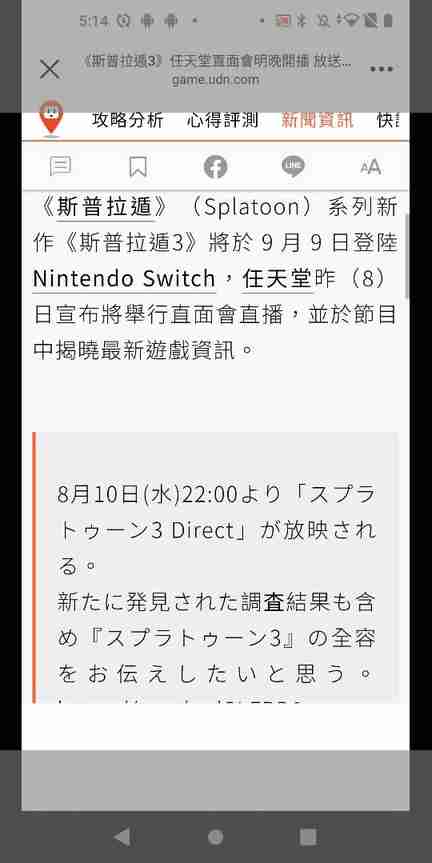 5:14
《斯普拉遁3》任天堂直面會明晚開播 放送...
game.udn.com
攻略分析 心得評測 新聞資訊 快
LINE
AA
《斯普拉遁》（Splatoon）系列新
作《斯普拉遁3》將於 9 月 9 日登陸
Nintendo Switch，任天堂昨（8）
日宣布將舉行直面會直播，並於節目
中揭曉最新遊戲資訊。
8月10日(水)22:00より「スプラ
トゥーン3 Direct」が放映され
る。
新たに発見された調査結果も含
め『スプラトゥーン3』の全容
をお伝えしたいと思う。